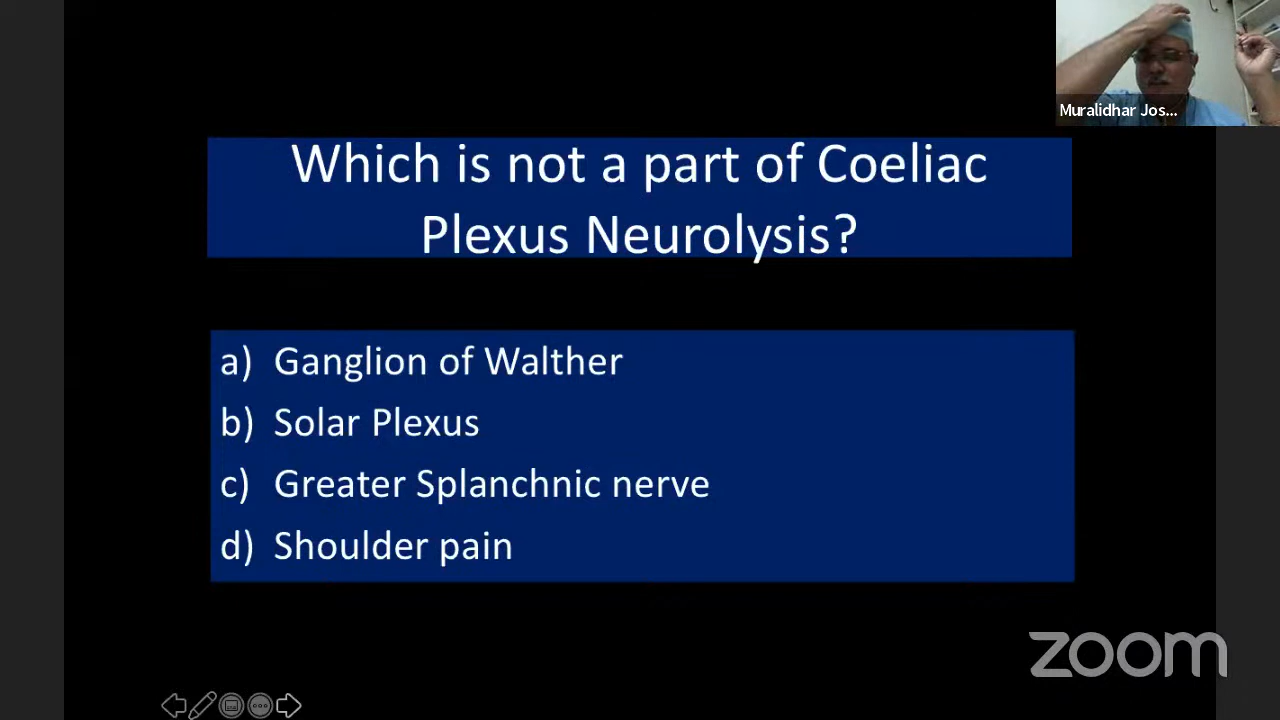 Muralidhar Jos...
Which is not a part of Coeliac
Plexus Neurolysis?
a) Ganglion of Walther
b) Solar Plexus
c) Greater Splanchnic nerve
d) Shoulder pain
zoom